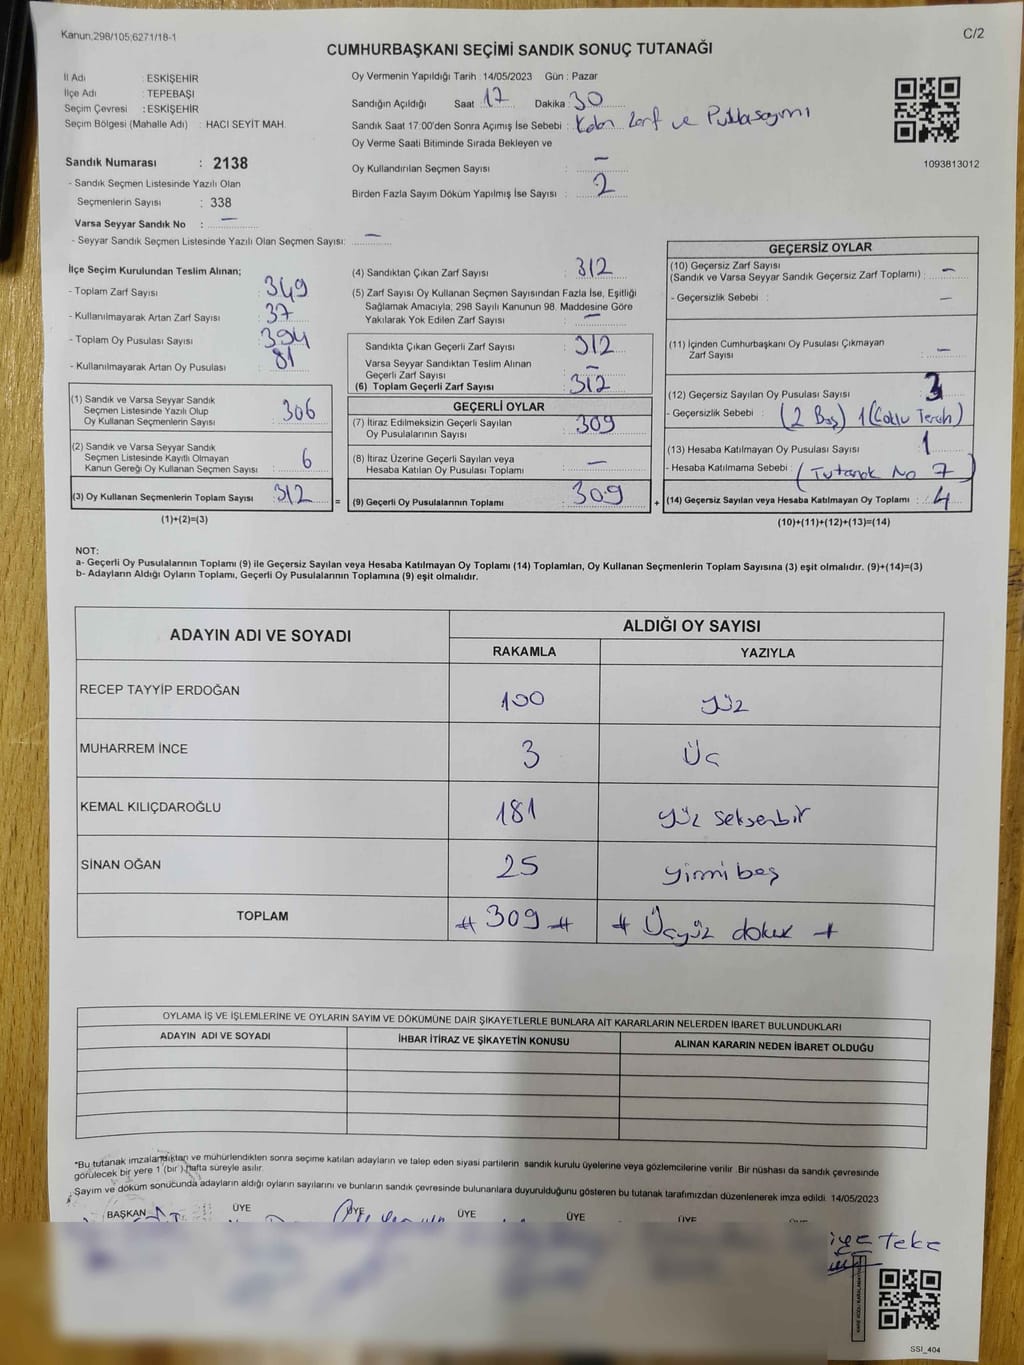 Kanun,298/105,6271/18-1
C/2
CUMHURBAŞKANI SEÇİMİ SANDIK SONUÇ TUTANAĞI
İl Adı : ESKİŞEHİR
İlçe Adı : TEPEBAŞI
Seçim Çevresi : ESKİŞEHİR
Seçim Bölgesi (Mahalle Adı) : HACI SEYİT MAH.
Sandık Numarası : 2138
- Sandık Seçmen Listesinde Yazılı Olan
Seçmenlerin Sayısı : 338
Varsa Seyyar Sandık No : —
- Seyyar Sandık Seçmen Listesinde Yazılı Olan Seçmen Sayısı: —
Oy Vermenin Yapıldığı Tarih : 14/05/2023 Gün : Pazar
Sandığın Açıldığı Saat 17 Dakika : 30
Sandık Saat 17:00'den Sonra Açımış İse Sebebi : Kalan Zarf ve Puslasayımı
Oy Verme Saati Bitiminde Sırada Bekleyen ve
Oy Kullandırılan Seçmen Sayısı : —
Birden Fazla Sayım Döküm Yapılmış İse Sayısı : 2
1093813012
İlçe Seçim Kurulundan Teslim Alınan;
- Toplam Zarf Sayısı : 349
- Kullanılmayarak Artan Zarf Sayısı : 37
- Toplam Oy Pusulası Sayısı : 394
- Kullanılmayarak Artan Oy Pusulası : 81
(1) Sandık ve Varsa Seyyar Sandık
Seçmen Listesinde Yazılı Olup
Oy Kullanan Seçmenlerin Sayısı : 306
(2) Sandık ve Varsa Seyyar Sandık
Seçmen Listesinde Kayıtlı Olmayan
Kanun Gereği Oy Kullanan Seçmen Sayısı : 6
(3) Oy Kullanan Seçmenlerin Toplam Sayısı : 312 =
(1)+(2)=(3)
(4) Sandıktan Çıkan Zarf Sayısı : 312
(5) Zarf Sayısı Oy Kullanan Seçmen Sayısından Fazla İse, Eşitliği
Sağlamak Amacıyla; 298 Sayılı Kanunun 98. Maddesine Göre
Yakılarak Yok Edilen Zarf Sayısı : —
Sandıkta Çıkan Geçerli Zarf Sayısı : 312
Varsa Seyyar Sandıktan Teslim Alınan
Geçerli Zarf Sayısı : —
(6) Toplam Geçerli Zarf Sayısı : 312
GEÇERLİ OYLAR
(7) İtiraz Edilmeksizin Geçerli Sayılan
Oy Pusulalarının Sayısı : 309
(8) İtiraz Üzerine Geçerli Sayılan veya
Hesaba Katılan Oy Pusulası Toplamı : —
(9) Geçerli Oy Pusulalarının Toplamı : 309 +
GEÇERSİZ OYLAR
(10) Geçersiz Zarf Sayısı
(Sandık ve Varsa Seyyar Sandık Geçersiz Zarf Toplamı) : —
- Geçersizlik Sebebi : —
(11) İçinden Cumhurbaşkanı Oy Pusulası Çıkmayan
Zarf Sayısı : —
(12) Geçersiz Sayılan Oy Pusulası Sayısı : 3
- Geçersizlik Sebebi : (2 Boş) 1 (Çoklu Tercih)
(13) Hesaba Katılmayan Oy Pusulası Sayısı : 1
- Hesaba Katılmama Sebebi : (Tutanak No 7)
(14) Geçersiz Sayılan veya Hesaba Katılmayan Oy Toplamı : 4
(10)+(11)+(12)+(13)=(14)
NOT:
a- Geçerli Oy Pusulalarının Toplamı (9) ile Geçersiz Sayılan veya Hesaba Katılmayan Oy Toplamı (14) Toplamları, Oy Kullanan Seçmenlerin Toplam Sayısına (3) eşit olmalıdır. (9)+(14)=(3)
b- Adayların Aldığı Oyların Toplamı, Geçerli Oy Pusulalarının Toplamına (9) eşit olmalıdır.
ADAYIN ADI VE SOYADI
ALDIĞI OY SAYISI
RAKAMLA YAZIYLA
RECEP TAYYİP ERDOĞAN 100 yüz
MUHARREM İNCE 3 Üç
KEMAL KILIÇDAROĞLU 181 yüz seksenbir
SİNAN OĞAN 25 yirmi beş
TOPLAM # 309 # # Üçyüz dokuz #
OYLAMA İŞ VE İŞLEMLERİNE VE OYLARIN SAYIM VE DÖKÜMÜNE DAİR ŞİKAYETLERLE BUNLARA AİT KARARLARIN NELERDEN İBARET BULUNDUKLARI
ADAYIN ADI VE SOYADI İHBAR İTİRAZ VE ŞİKAYETİN KONUSU ALINAN KARARIN NEDEN İBARET OLDUĞU
*Bu tutanak imzalandıktan ve mühürlendikten sonra seçime katılan adayların ve talep eden siyasi partilerin sandık kurulu üyelerine veya gözlemcilerine verilir. Bir nüshası da sandık çevresinde
görülecek bir yere 1 (bir) hafta süreyle asılır.
Sayım ve döküm sonucunda adayların aldığı oyların sayılarını ve bunların sandık çevresinde bulunanlara duyurulduğunu gösteren bu tutanak tarafımızdan düzenlenerek imza edildi. 14/05/2023
BAŞKAN ÜYE ÜYE ÜYE ÜYE ÜYE
Teke
SSI_404